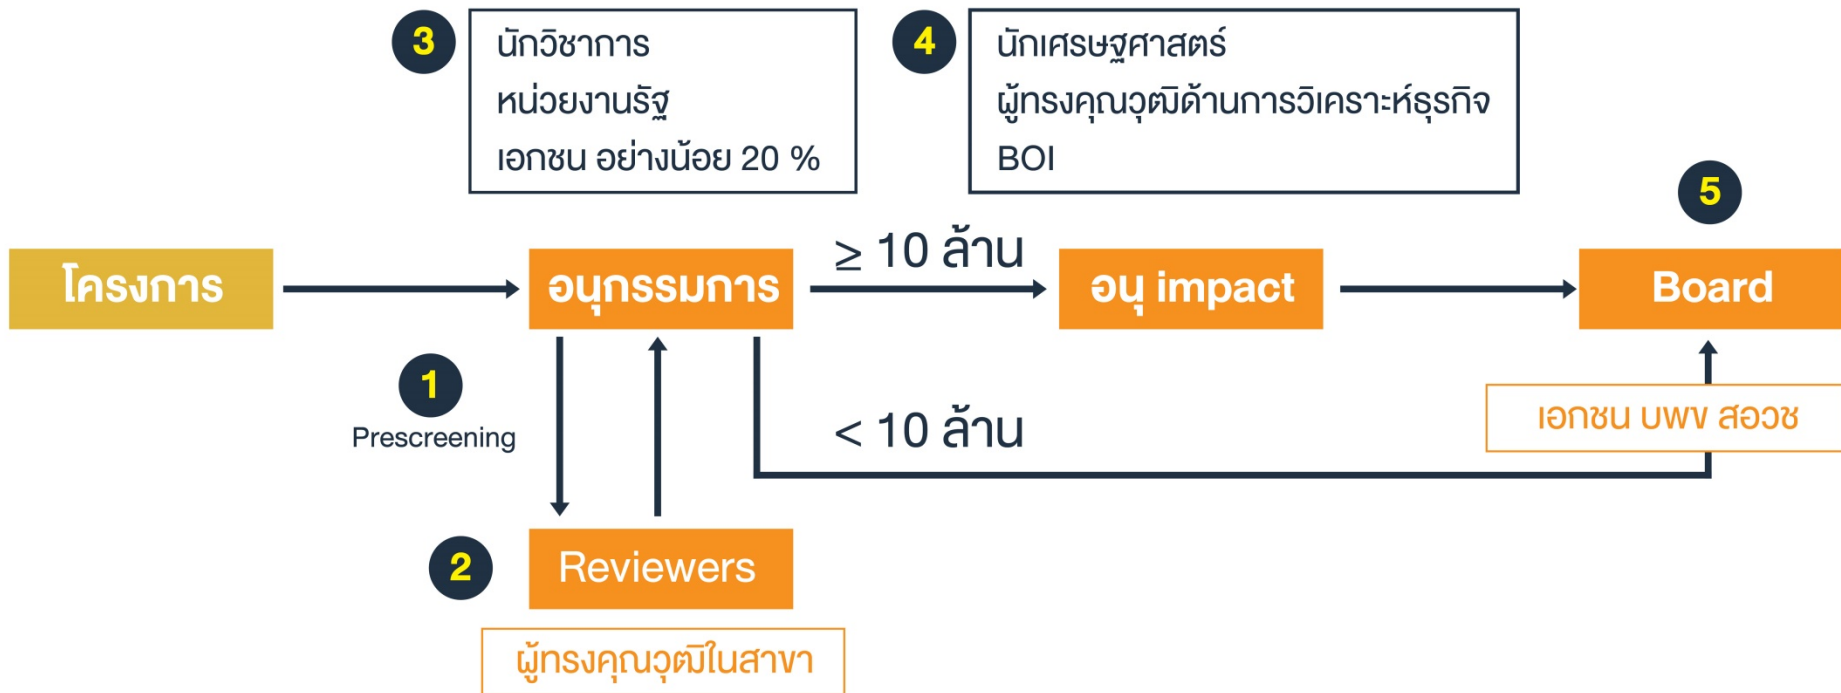 3
นักวิชาการ
หน่วยงานรัฐ
เอกชน อย่างน้อย 20 %
4
นักเศรษฐศาสตร์
ผู้ทรงคุณวุฒิด้านการวิเคราะห์ธุรกิจ
BOI
5
โครงการ
อนุกรรมการ
≥ 10 ล้าน
อนุ impact
Board
1
Prescreening
< 10 ล้าน
เอกชน บพข สอวช
2
Reviewers
ผู้ทรงคุณวุฒิในสาขา